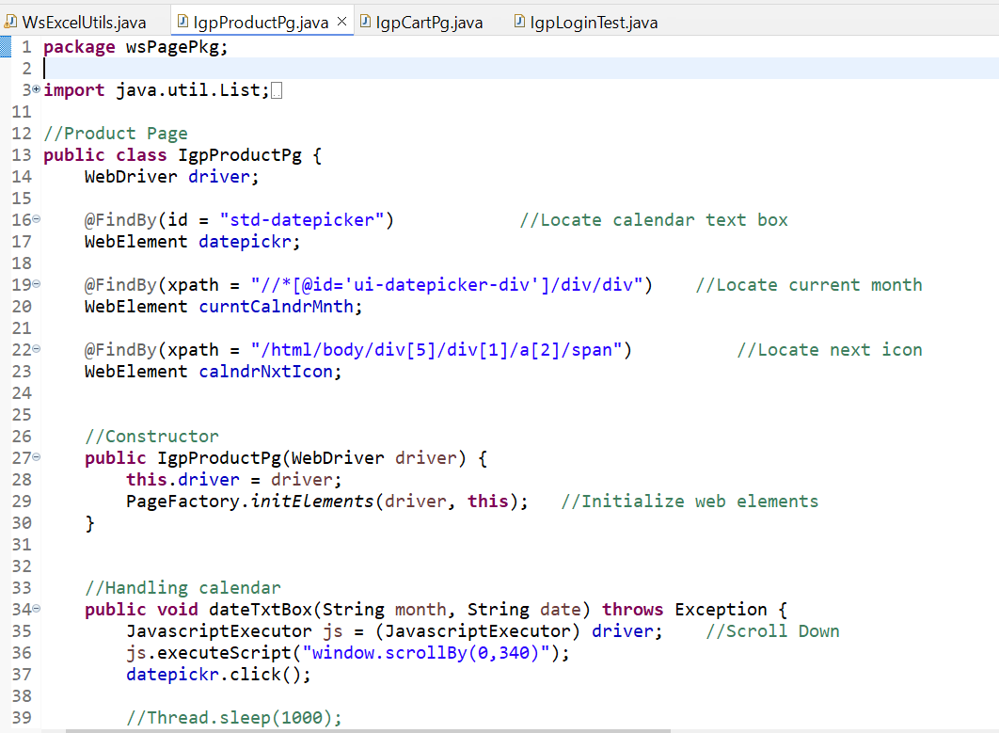 WsExcelUtils.java IgpProductPg.java IgpCartPg.java IgpLoginTest.java
1 package wsPagePkg;
2
3 import java.util.List;
11
12 //Product Page
13 public class IgpProductPg {
14 WebDriver driver;
15
16 @FindBy(id = "std-datepicker") //Locate calendar text box
17 WebElement datepickr;
18
19 @FindBy(xpath = "//*[@id='ui-datepicker-div']/div/div") //Locate current month
20 WebElement curntCalndrMnth;
21
22 @FindBy(xpath = "/html/body/div[5]/div[1]/a[2]/span") //Locate next icon
23 WebElement calndrNxtIcon;
24
25
26 //Constructor
27 public IgpProductPg(WebDriver driver) {
28 this.driver = driver;
29 PageFactory.initElements(driver, this); //Initialize web elements
30 }
31
32
33 //Handling calendar
34 public void dateTxtBox(String month, String date) throws Exception {
35 JavascriptExecutor js = (JavascriptExecutor) driver; //Scroll Down
36 js.executeScript("window.scrollBy(0,340)");
37 datepickr.click();
38
39 //Thread.sleep(1000);